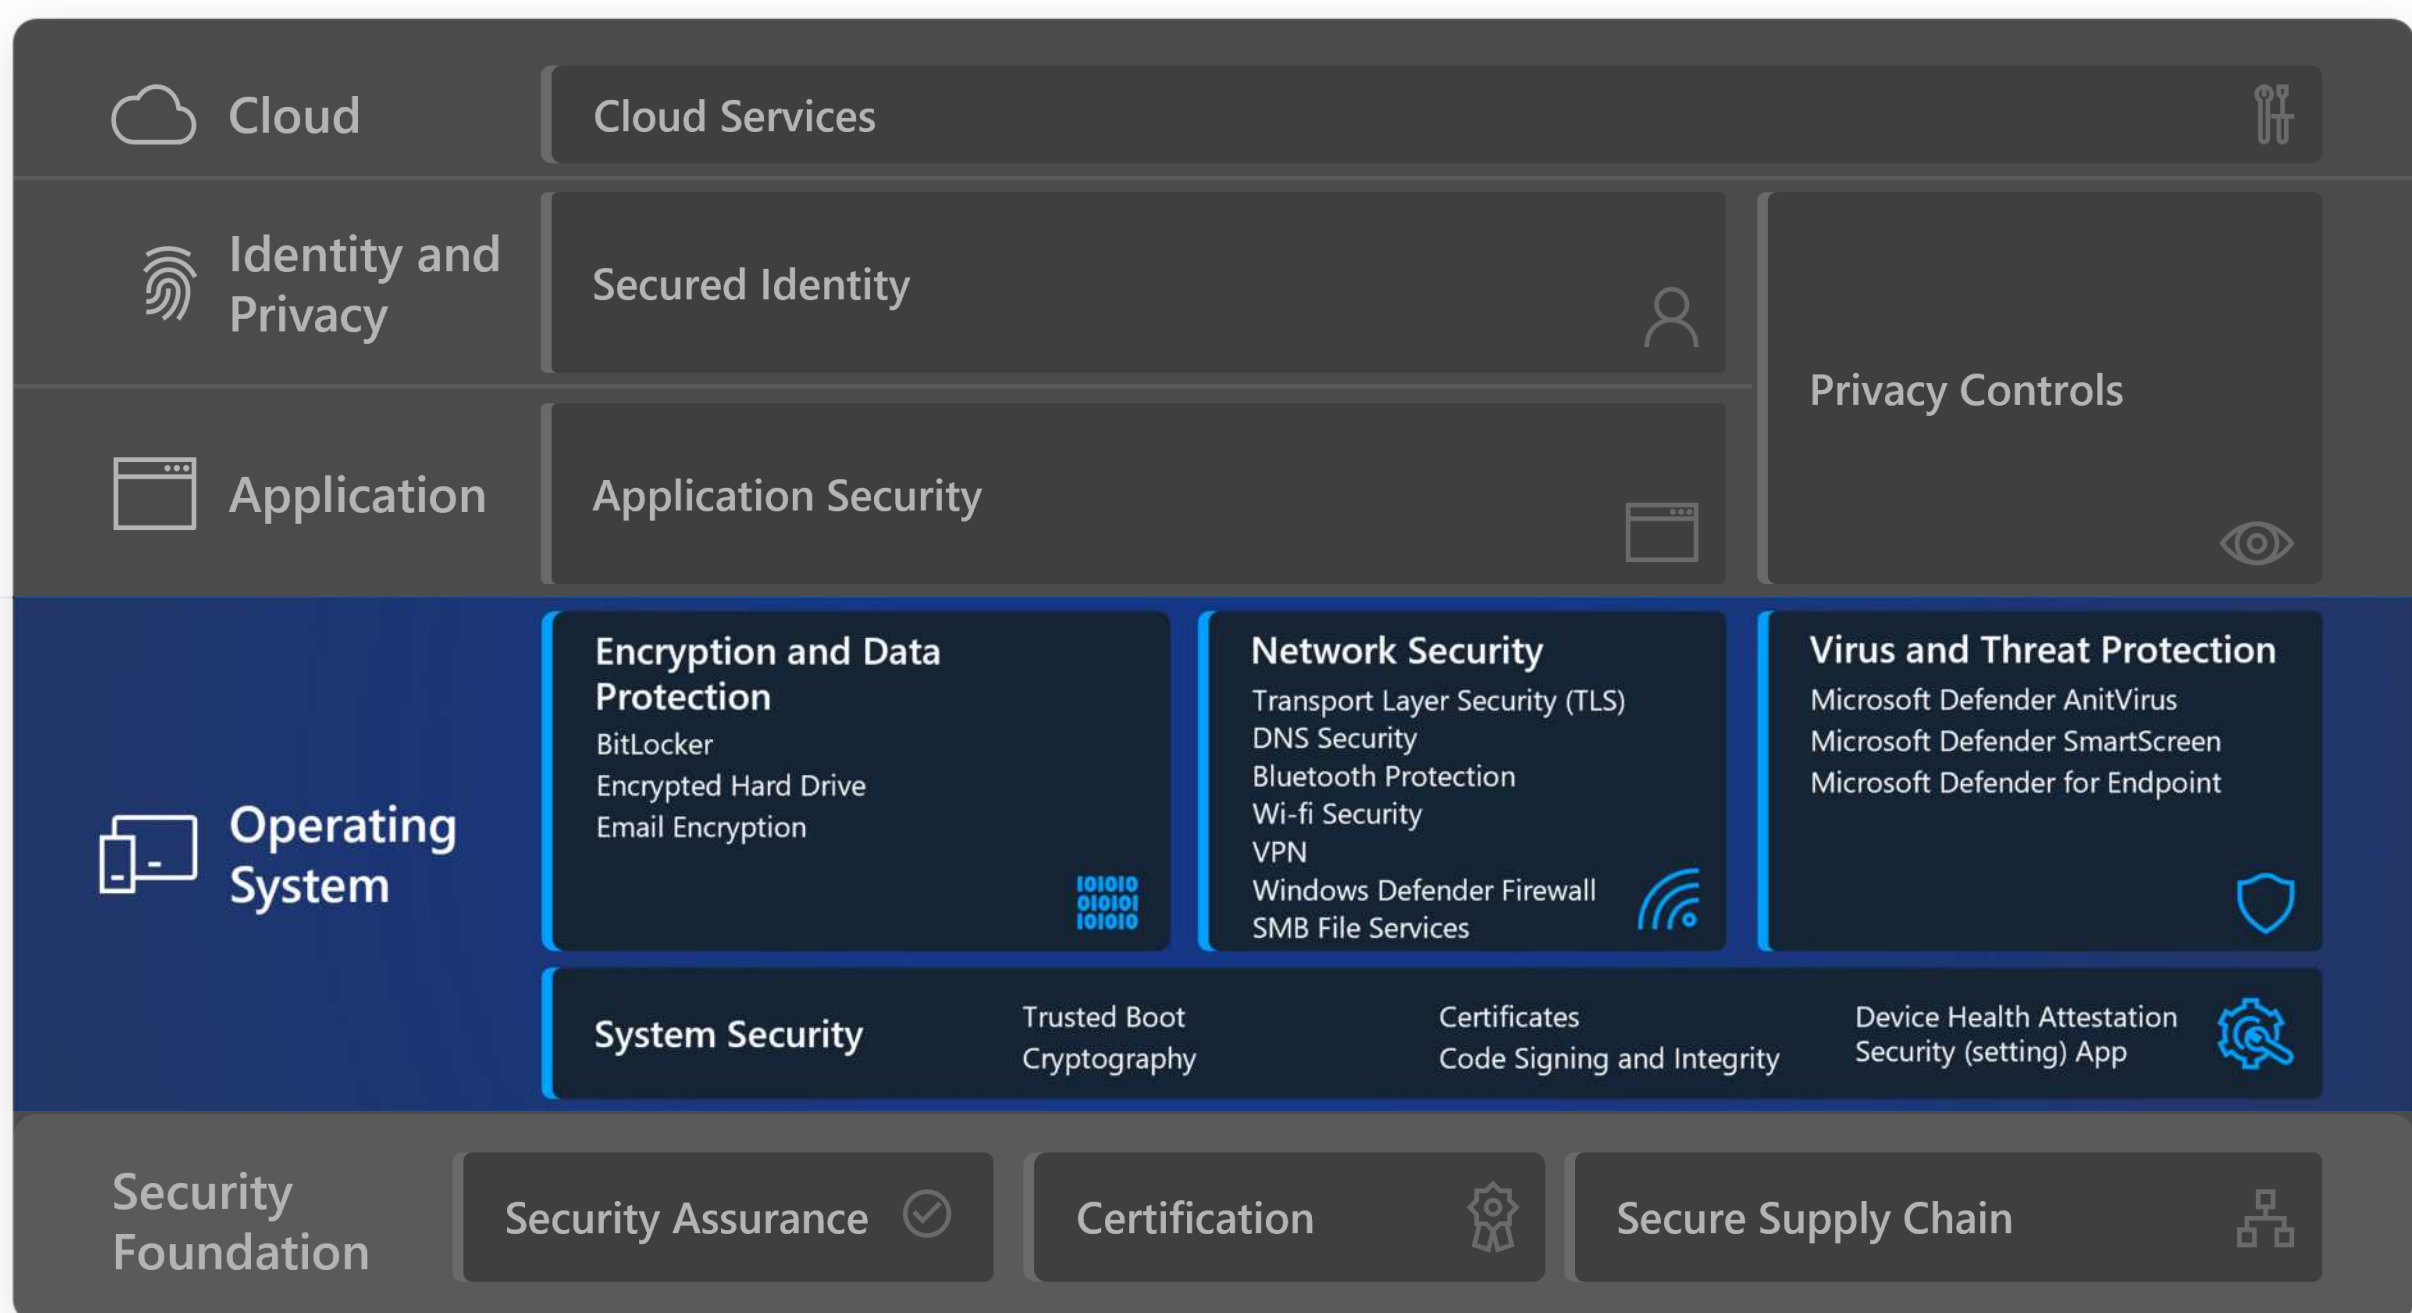 Cloud
Cloud Services
Identity and
Privacy
Secured Identity
Privacy Controls
Application
Application Security
Operating
System
Encryption and Data
Protection
BitLocker
Encrypted Hard Drive
Email Encryption
Network Security
Transport Layer Security (TLS)
DNS Security
Bluetooth Protection
Wi-fi Security
VPN
Windows Defender Firewall
SMB File Services
Virus and Threat Protection
Microsoft Defender AnitVirus
Microsoft Defender SmartScreen
Microsoft Defender for Endpoint
101010
010101
101010
System Security
Trusted Boot
Cryptography
Certificates
Code Signing and Integrity
Device Health Attestation
Security (setting) App
Security
Foundation
Security Assurance
Certification
Secure Supply Chain